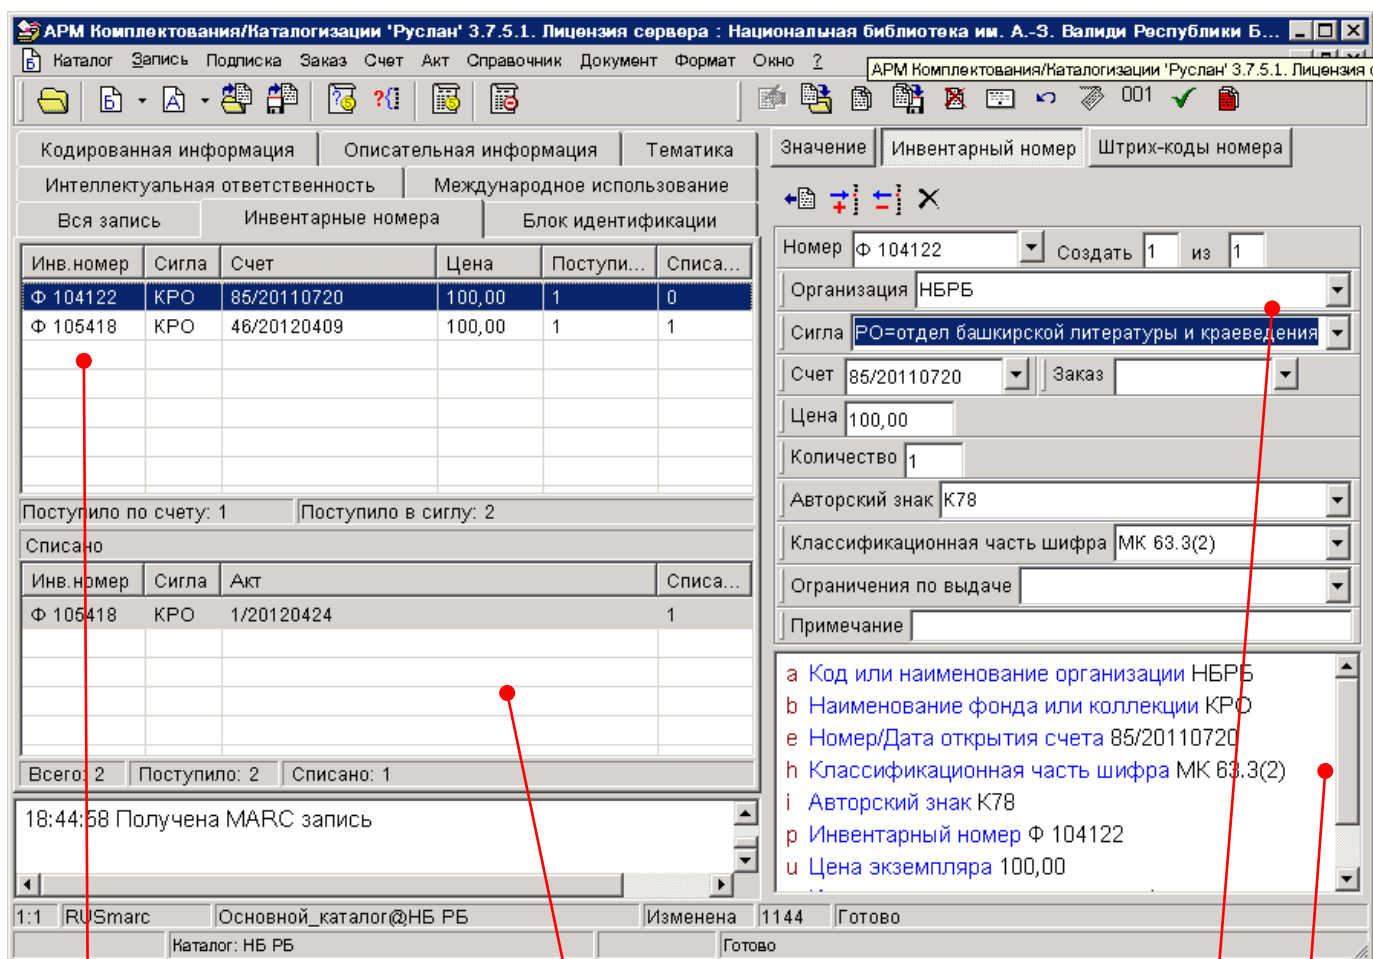 АРМ Комплектования/Каталогизации 'Руслан' 3.7.5.1. Лицензия сервера : Национальная библиотека им. А.-З. Валиди Республики Б...
Каталог Запись Подписка Заказ Счет Акт Справочник Документ Формат Окно ?
АРМ Комплектования/Каталогизации 'Руслан' 3.7.5.1. Лицензия
001
Кодированная информация Описательная информация Тематика
Интеллектуальная ответственность Международное использование
Вся запись Инвентарные номера Блок идентификации
Инв.номер Сигла Счет Цена Поступи... Списа...
Ф 104122 КРО 85/20110720 100,00 1 0
Ф 105418 КРО 46/20120409 100,00 1 1
Поступило по счету: 1 Поступило в сиглу: 2
Списано
Инв.номер Сигла Акт Списа...
Ф 105418 КРО 1/20120424 1
Всего: 2 Поступило: 2 Списано: 1
18:44:58 Получена MARC запись
Значение Инвентарный номер Штрих-коды номера
Номер Ф 104122 Создать 1 из 1
Организация НБРБ
Сигла РО=отдел башкирской литературы и краеведения
Счет 85/20110720 Заказ
Цена 100,00
Количество 1
Авторский знак К78
Классификационная часть шифра МК 63.3(2)
Ограничения по выдаче
Примечание
a Код или наименование организации НБРБ
b Наименование фонда или коллекции КРО
e Номер/Дата открытия счета 85/20110720
h Классификационная часть шифра МК 63.3(2)
i Авторский знак К78
p Инвентарный номер Ф 104122
u Цена экземпляра 100,00
1:1 RUSmarc Основной_каталог@НБ РБ Изменена 1144 Готово
Каталог: НБ РБ Готово